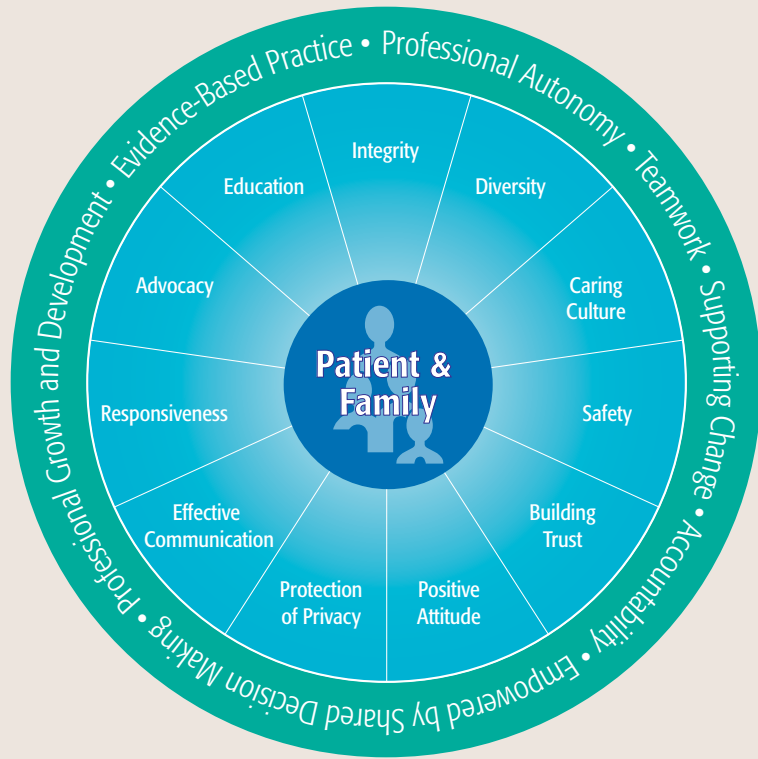 Professional Autonomy • Teamwork • Supporting Change • Accountability • Empowered by Shared Decision Making • Professional Growth and Development • Evidence-Based Practice •
Integrity
Diversity
Caring
Culture
Safety
Building
Trust
Positive
Attitude
Protection
of Privacy
Effective
Communication
Responsiveness
Advocacy
Education
Patient &
Family